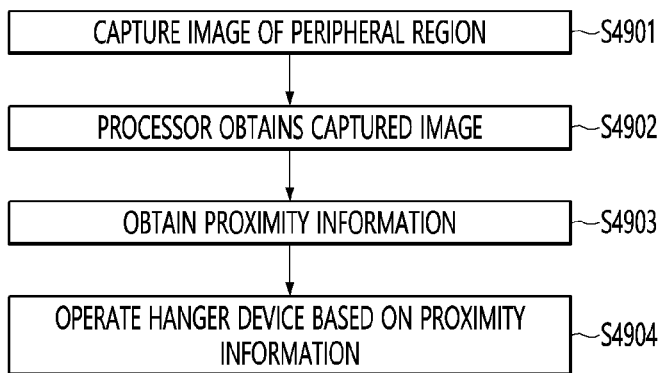 CAPTURE IMAGE OF PERIPHERAL REGION
S4901
PROCESSOR OBTAINS CAPTURED IMAGE
S4902
OBTAIN PROXIMITY INFORMATION
S4903
OPERATE HANGER DEVICE BASED ON PROXIMITY
INFORMATION
S4904